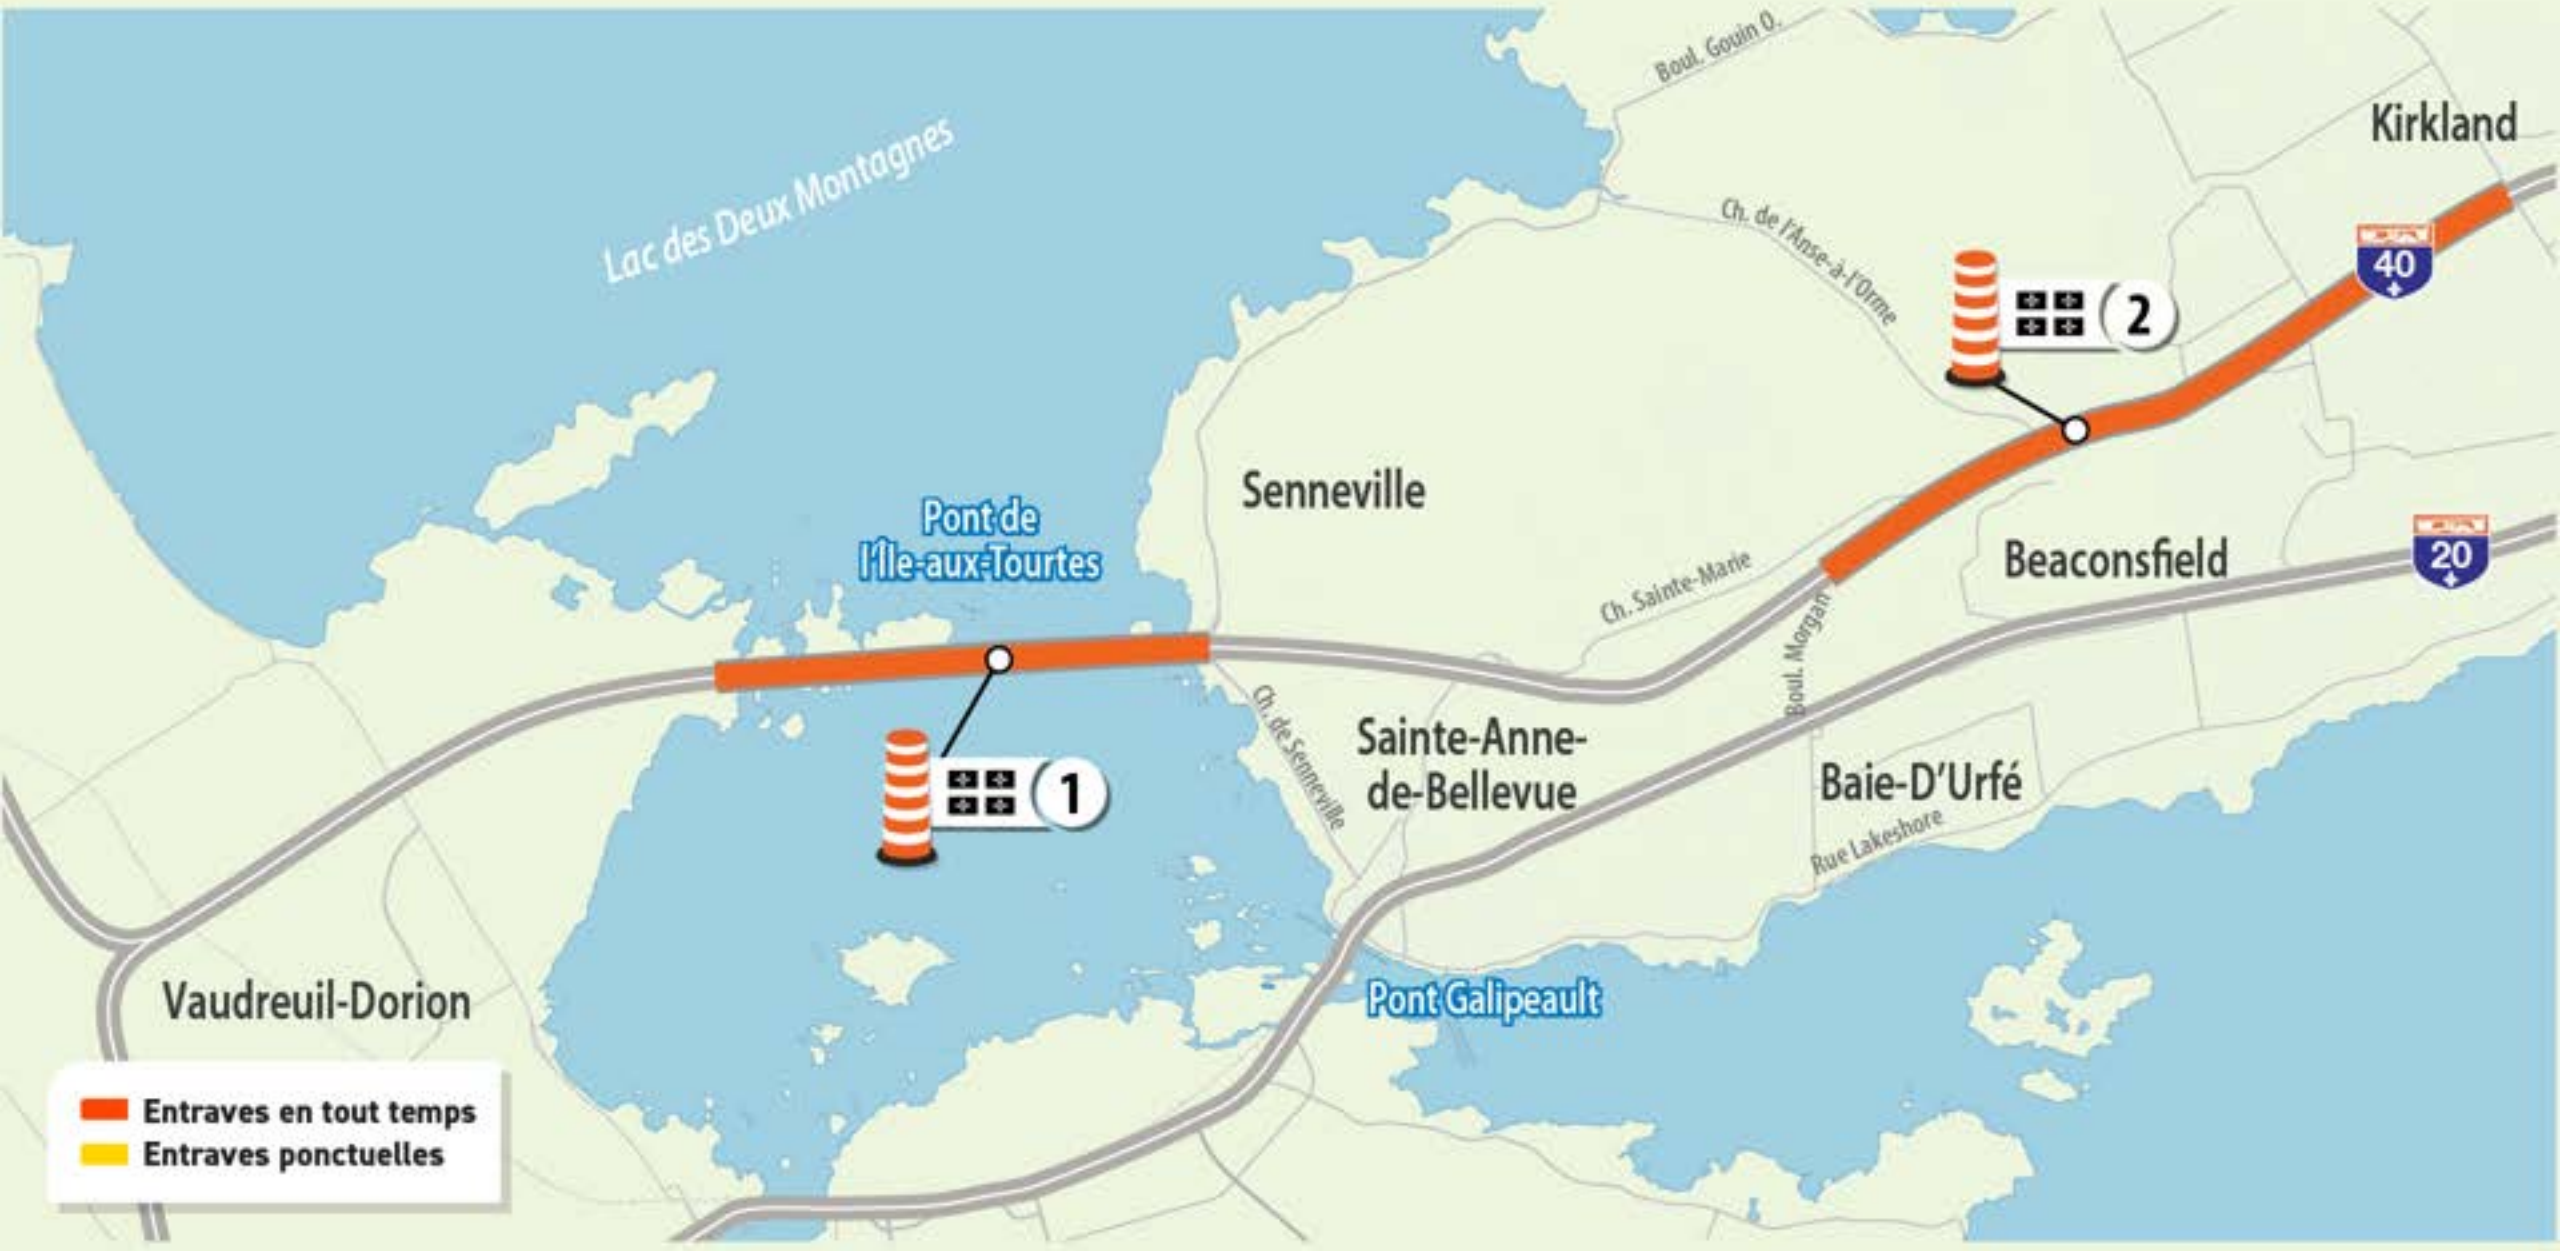 Boul. Gouin O.
Kirkland
Lac des Deux Montagnes
Ch. de l'Anse-à-l'Orme
40
2
Senneville
Pont de
l'Île-aux-Tourtes
Beaconsfield
20
Ch. Sainte-Marie
Boul. Morgan
Ch. de Senneville
Sainte-Anne-
de-Bellevue
Baie-D'Urfé
1
Rue Lakeshore
Vaudreuil-Dorion
Pont Galipeault
Entraves en tout temps
Entraves ponctuelles